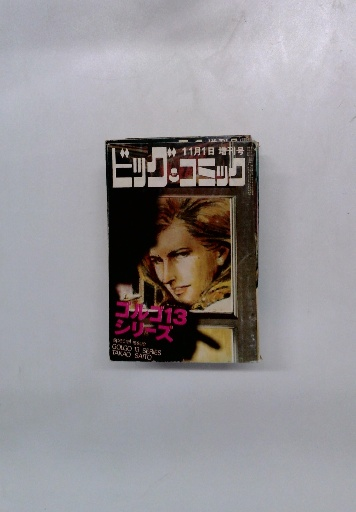 11月1日 増刊号
ビッグ・コミック
ゴルゴ13
シリーズ
special issue
GOLGO 13 SERIES
TAKAO SAITO